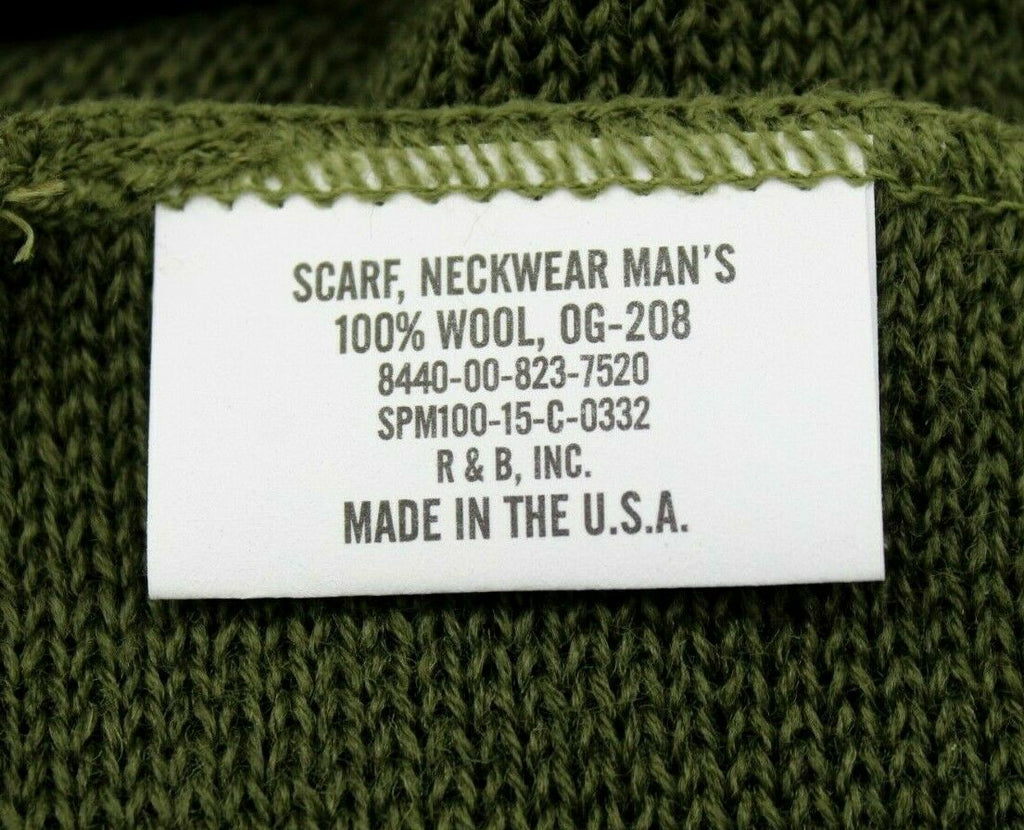 SCARF, NECKWEAR MAN'S
100% WOOL, OG-208
8440-00-823-7520
SPM100-15-C-0332
R & B, INC.
MADE IN THE U.S.A.